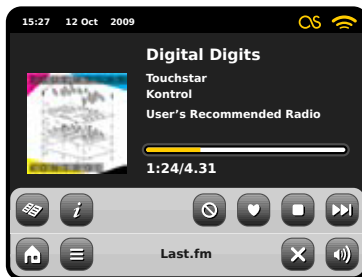 15:27 12 Oct 2009
Digital Digits
Touchstar
Kontrol
User's Recommended Radio
1:24/4.31
i
Last.fm